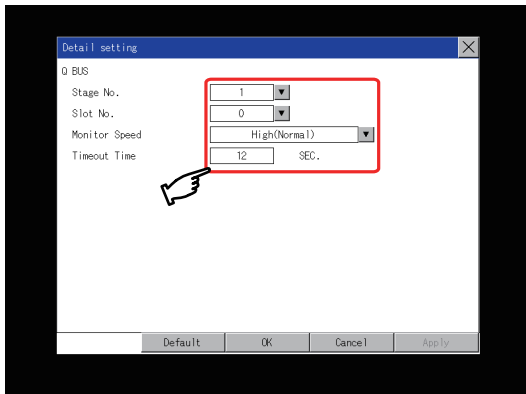 Detail setting
Q BUS
Stage No. 1
Slot No. 0
Monitor Speed High(Normal)
Timeout Time 12 SEC.
Default OK Cancel Apply